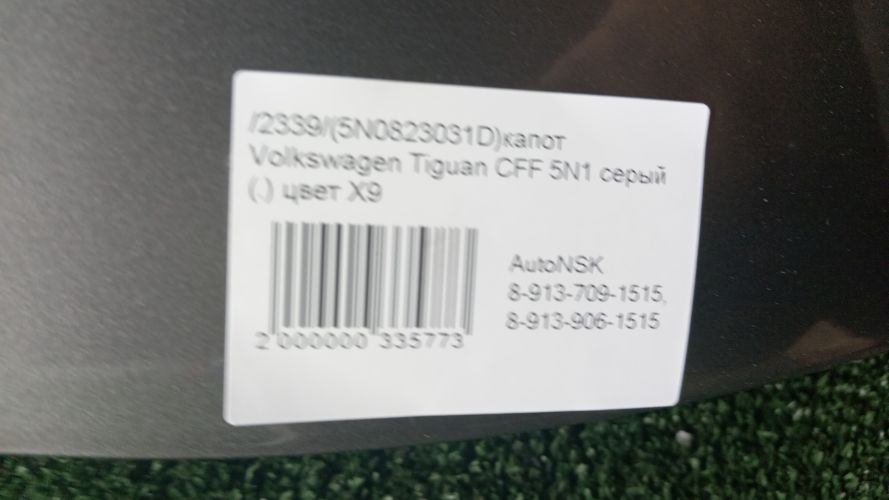 /2339/(5N0823031D)капот
Volkswagen Tiguan CFF 5N1 серый
(.) цвет X9
AutoNSK
8-913-709-1515,
8-913-906-1515
2 000000 335773